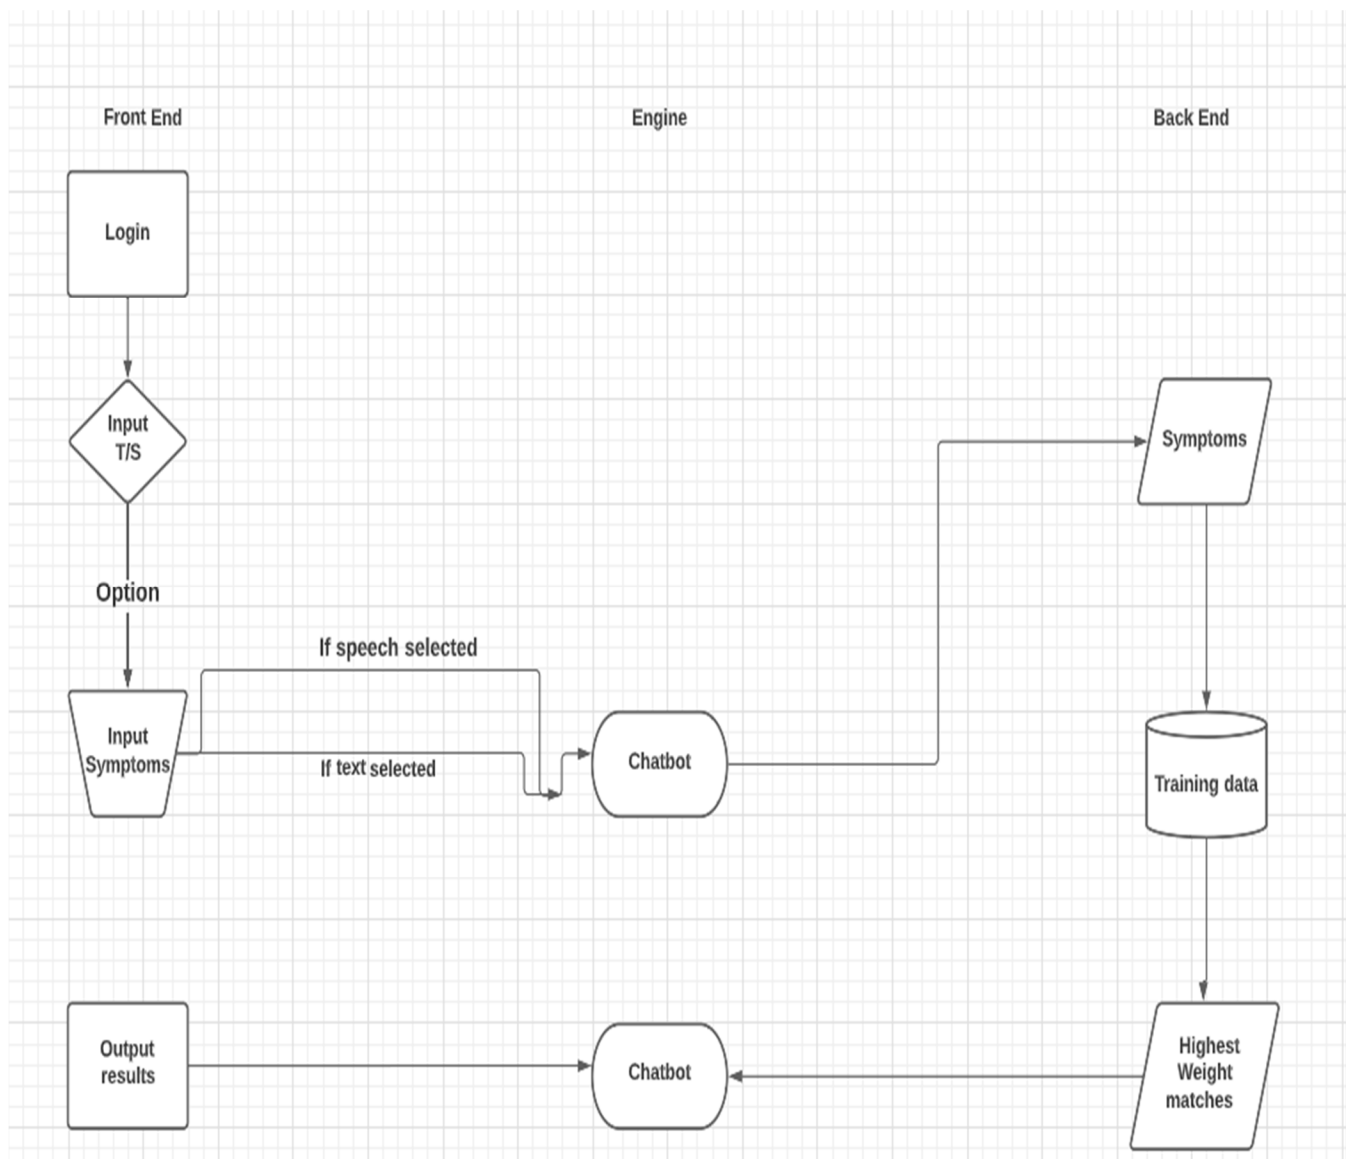 Front End
Engine
Back End
Login
Input
T/S
Symptoms
Option
If speech selected
Input
Symptoms
If text selected
Chatbot
Training data
Output
results
Chatbot
Highest
Weight
matches